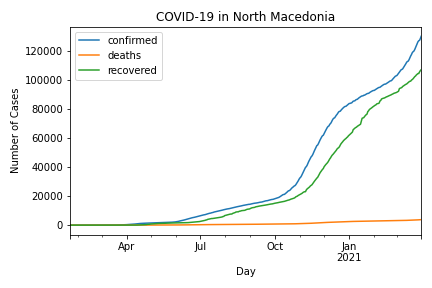 COVID-19 in North Macedonia
confirmed
deaths
recovered
Number of Cases
120000
100000
80000
60000
40000
20000
0
Apr
Jul
Oct
Jan
2021
Day